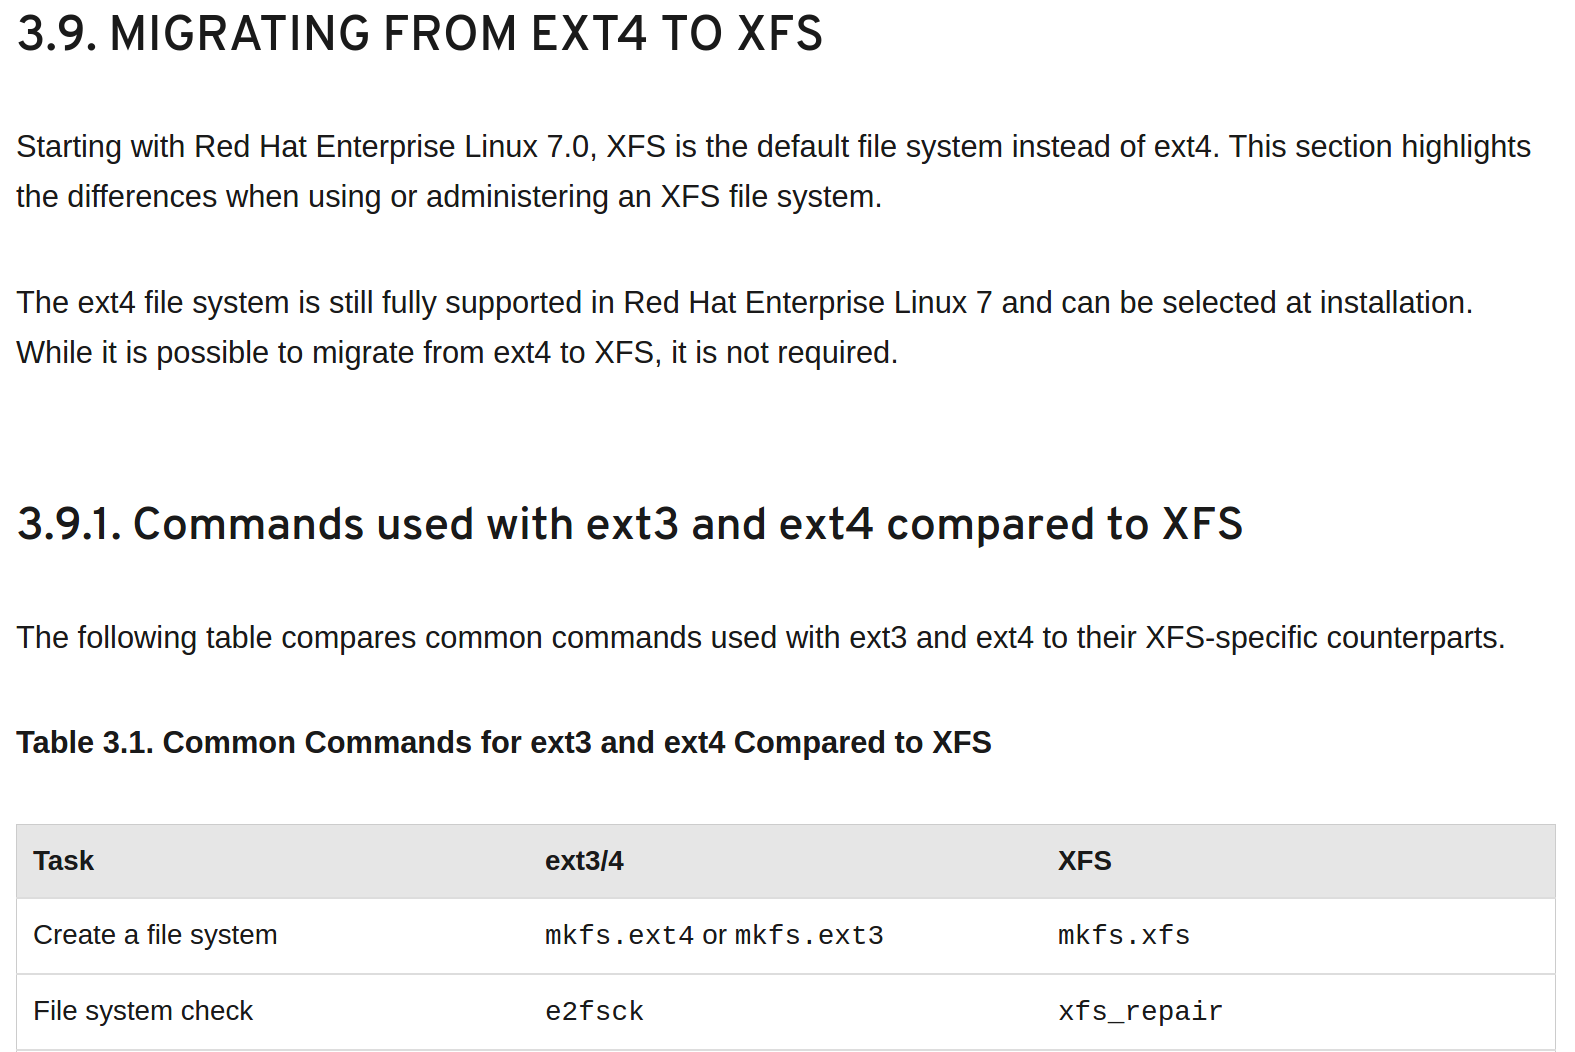 3.9. MIGRATING FROM EXT4 TO XFS
Starting with Red Hat Enterprise Linux 7.0, XFS is the default file system instead of ext4. This section highlights
the differences when using or administering an XFS file system.
The ext4 file system is still fully supported in Red Hat Enterprise Linux 7 and can be selected at installation.
While it is possible to migrate from ext4 to XFS, it is not required.
3.9.1. Commands used with ext3 and ext4 compared to XFS
The following table compares common commands used with ext3 and ext4 to their XFS-specific counterparts.
Table 3.1. Common Commands for ext3 and ext4 Compared to XFS
Task ext3/4 XFS
Create a file system mkfs.ext4 or mkfs.ext3 mkfs.xfs
File system check e2fsck xfs_repair